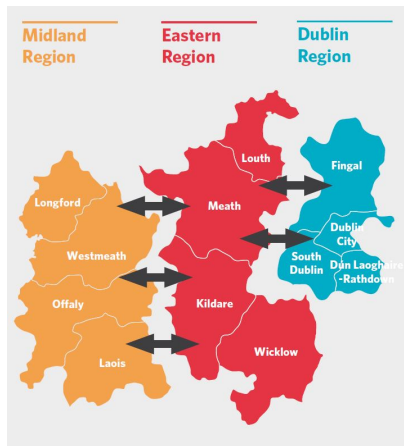 Midland
Region
Eastern
Region
Dublin
Region
Louth
Fingal
Longford
Meath
Dublin
City
Westmeath
South
Dublin
Dun Laoghaire
-Rathdown
Offaly
Kildare
Wicklow
Laois